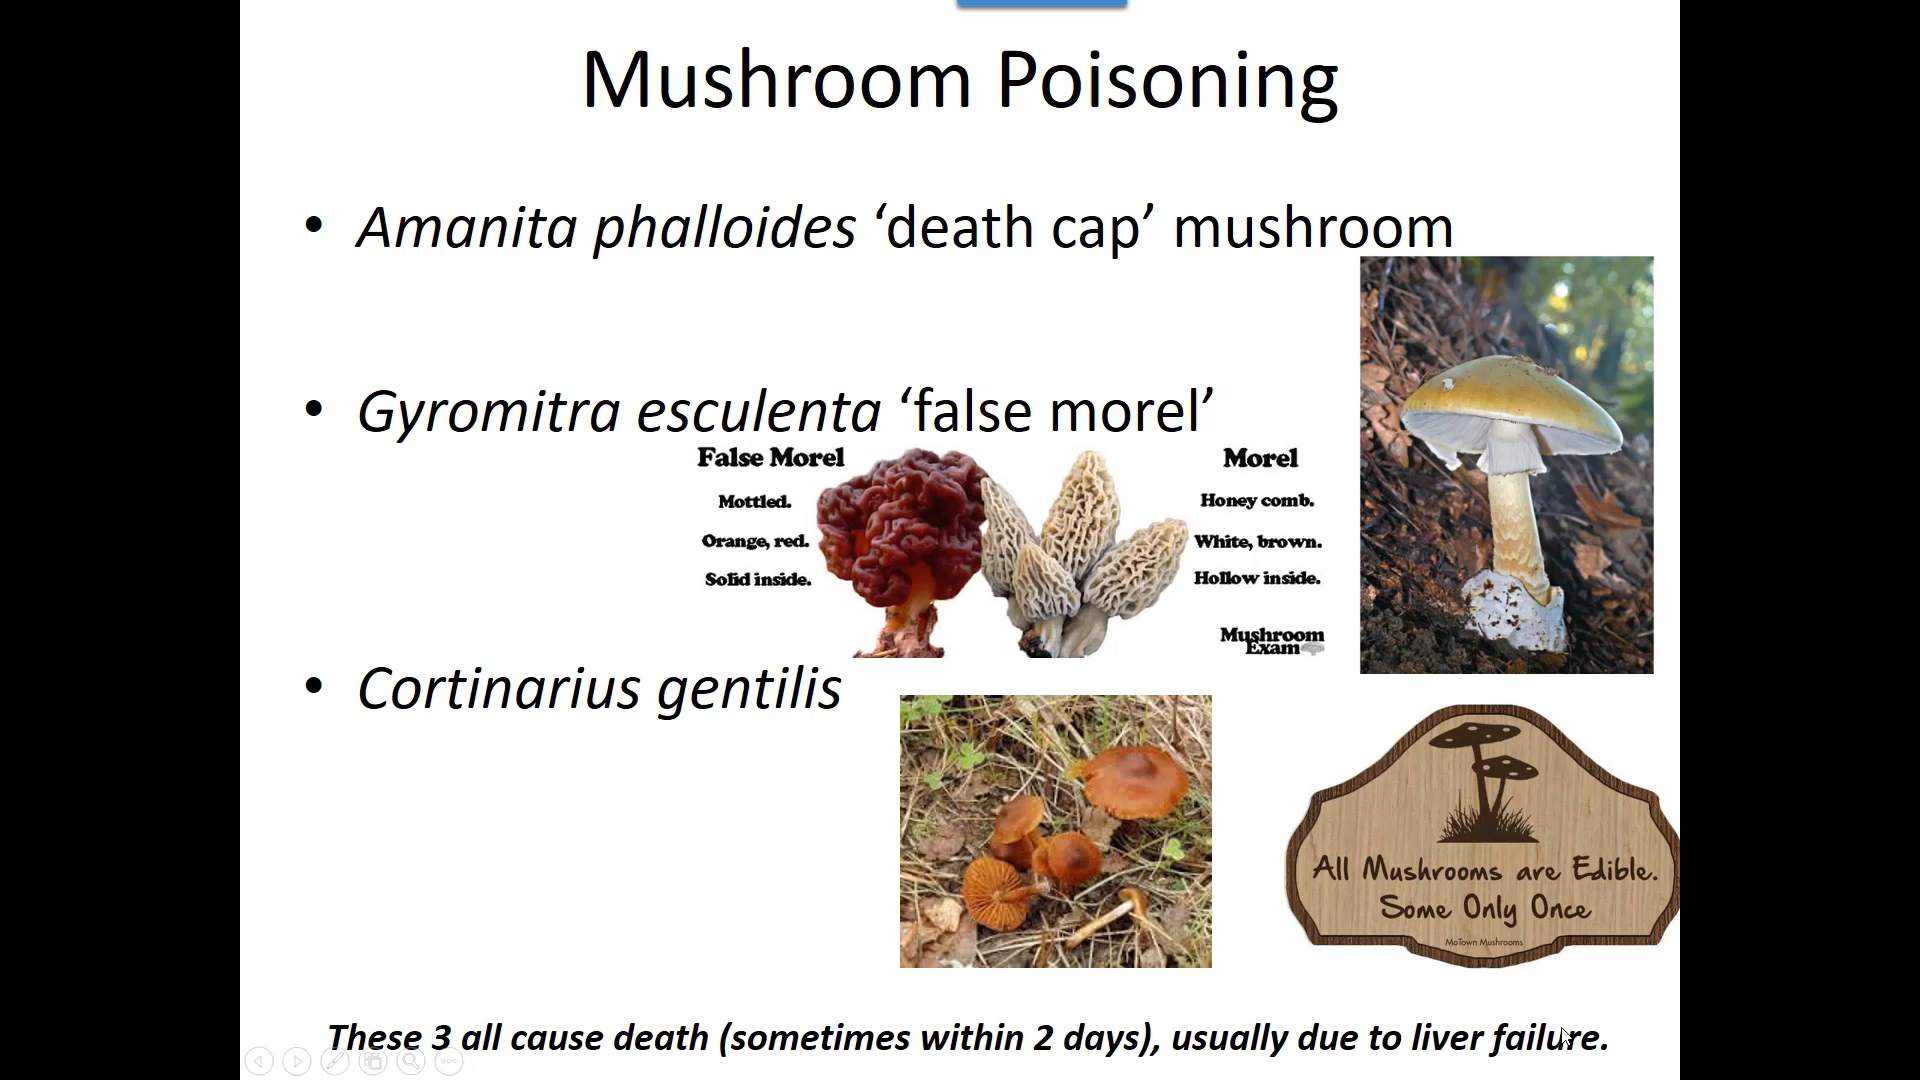 Mushroom Poisoning
• Amanita phalloides ‘death cap’ mushroom
• Gyromitra esculenta ‘false morel’
False Morel
Mottled.
Orange, red.
Solid inside.
Morel
Honey comb.
White, brown.
Hollow inside.
Mushroom
Exam
• Cortinarius gentilis
All Mushrooms are Edible.
Some Only Once
MoTown Mushrooms
These 3 all cause death (sometimes within 2 days), usually due to liver failure.